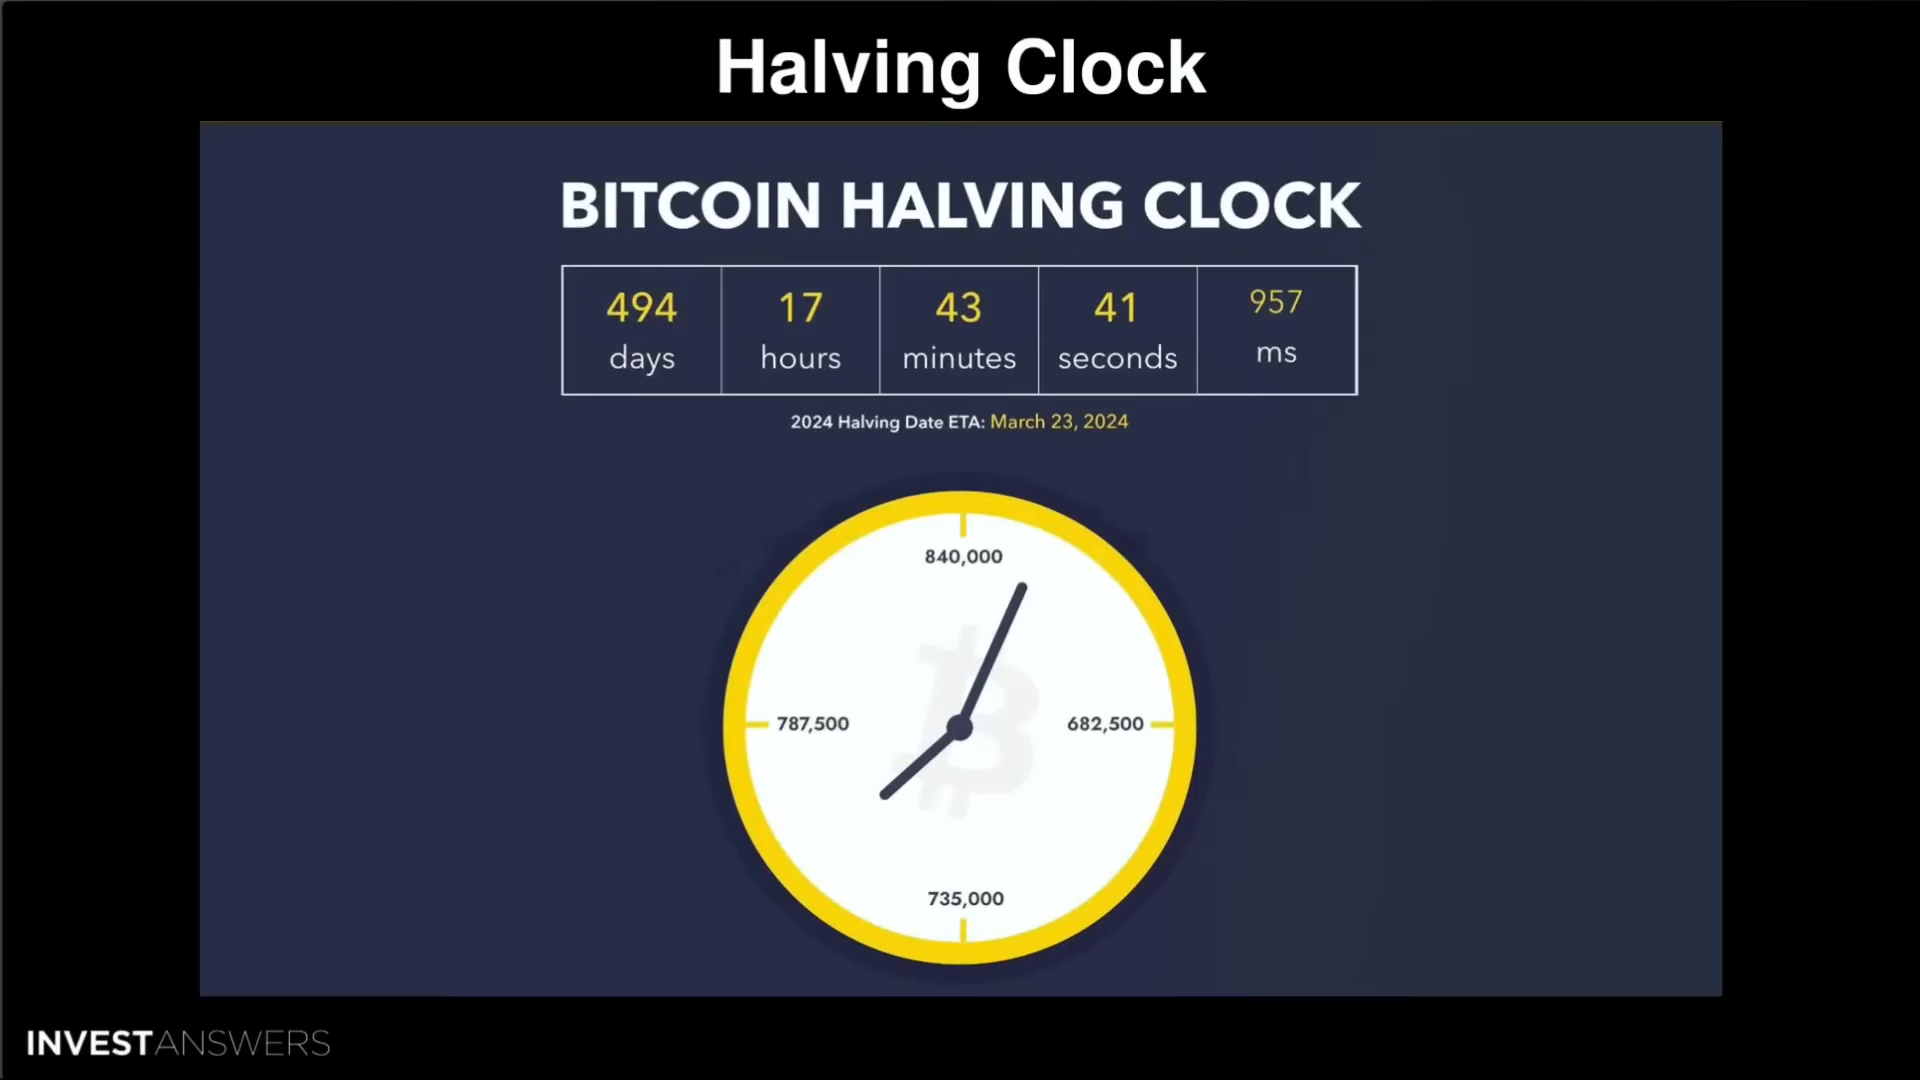 Halving Clock
BITCOIN HALVING CLOCK
494 17 43 41 957
days hours minutes seconds ms
2024 Halving Date ETA: March 23, 2024
840,000
787,500 682,500
735,000
INVESTANSWERS